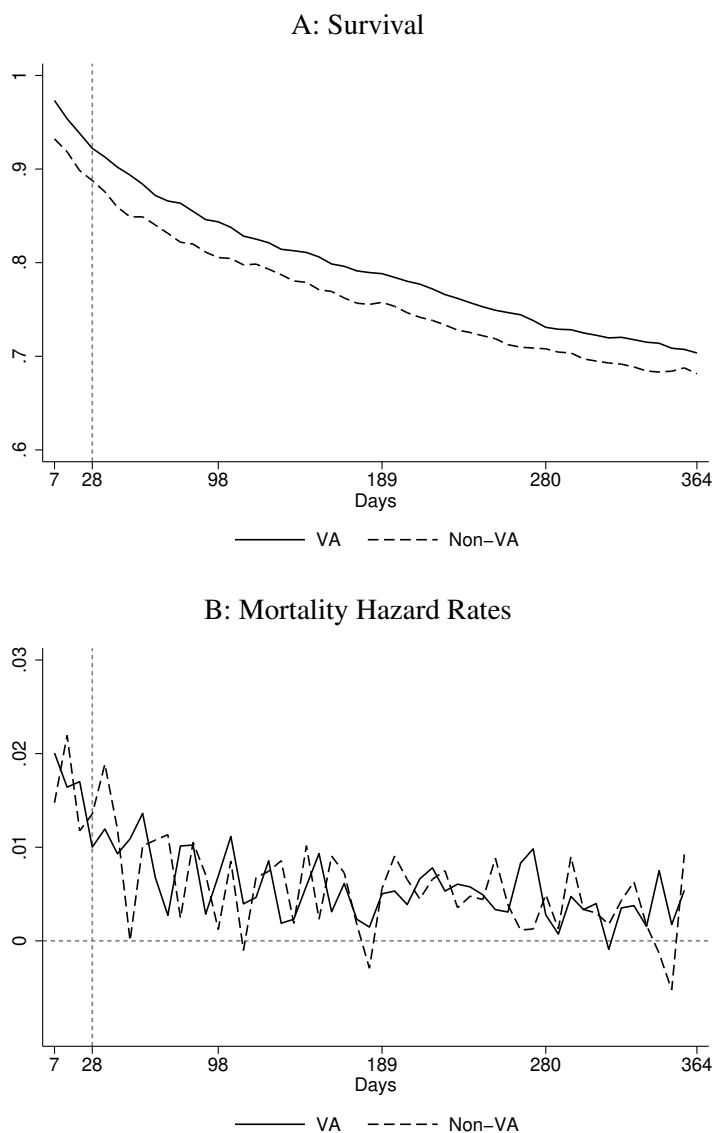 A: Survival
1
.9
.8
.7
.6
7 28 98 189 280 364
Days
VA Non−VA
B: Mortality Hazard Rates
.03
.02
.01
0
7 28 98 189 280 364
Days
VA Non−VA